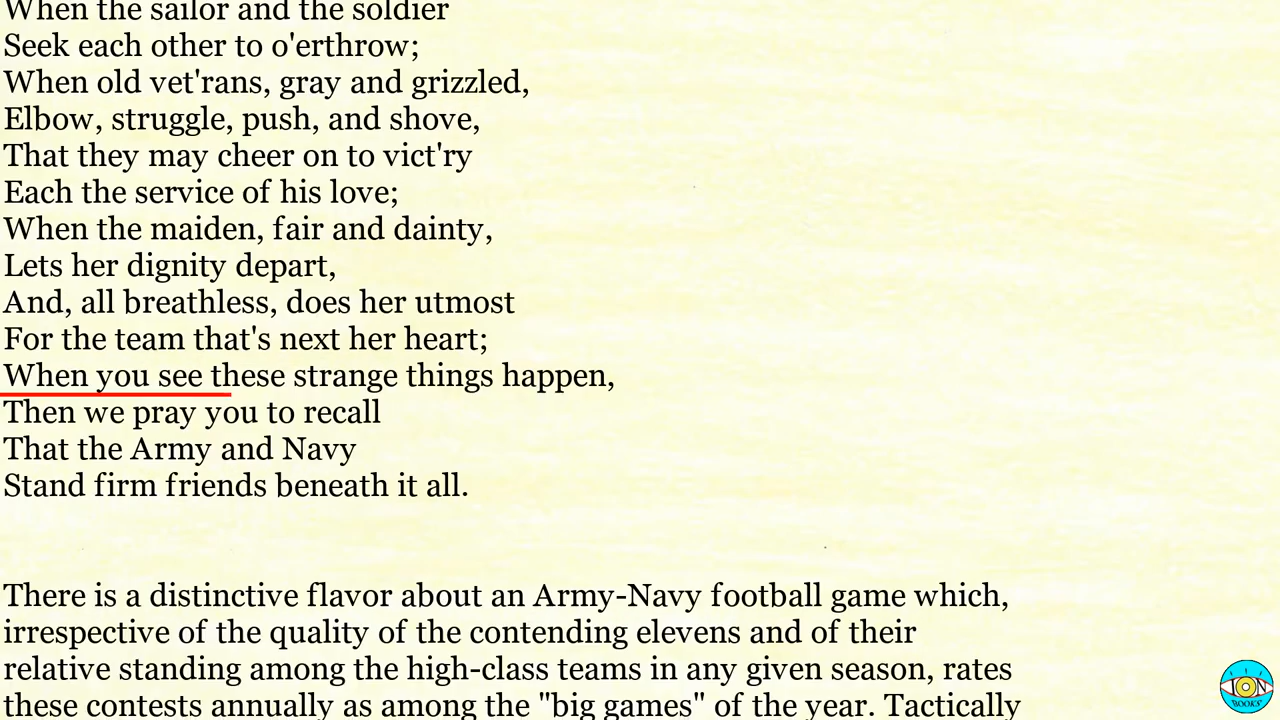 When the sailor and the soldier
Seek each other to o'erthrow;
When old vet'rans, gray and grizzled,
Elbow, struggle, push, and shove,
That they may cheer on to vict'ry
Each the service of his love;
When the maiden, fair and dainty,
Lets her dignity depart,
And, all breathless, does her utmost
For the team that's next her heart;
When you see these strange things happen,
Then we pray you to recall
That the Army and Navy
Stand firm friends beneath it all.
There is a distinctive flavor about an Army-Navy football game which,
irrespective of the quality of the contending elevens and of their
relative standing among the high-class teams in any given season, rates
these contests annually as among the "big games" of the year. Tactically
ION
BOOKS